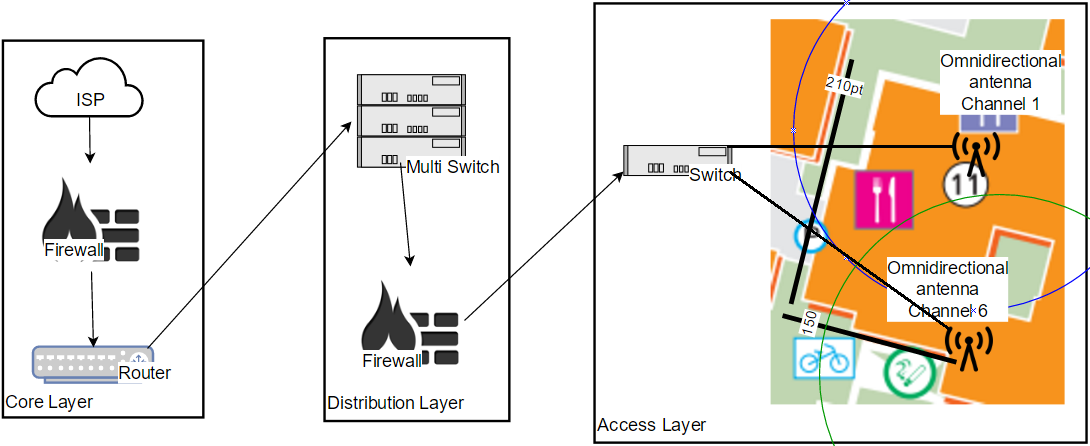 ISP
Firewall
Router
Core Layer
Multi Switch
Firewall
Distribution Layer
Switch
210pt
Omnidirectional
antenna
Channel 1
11
Omnidirectional
antenna
Channel 6
150
Access Layer